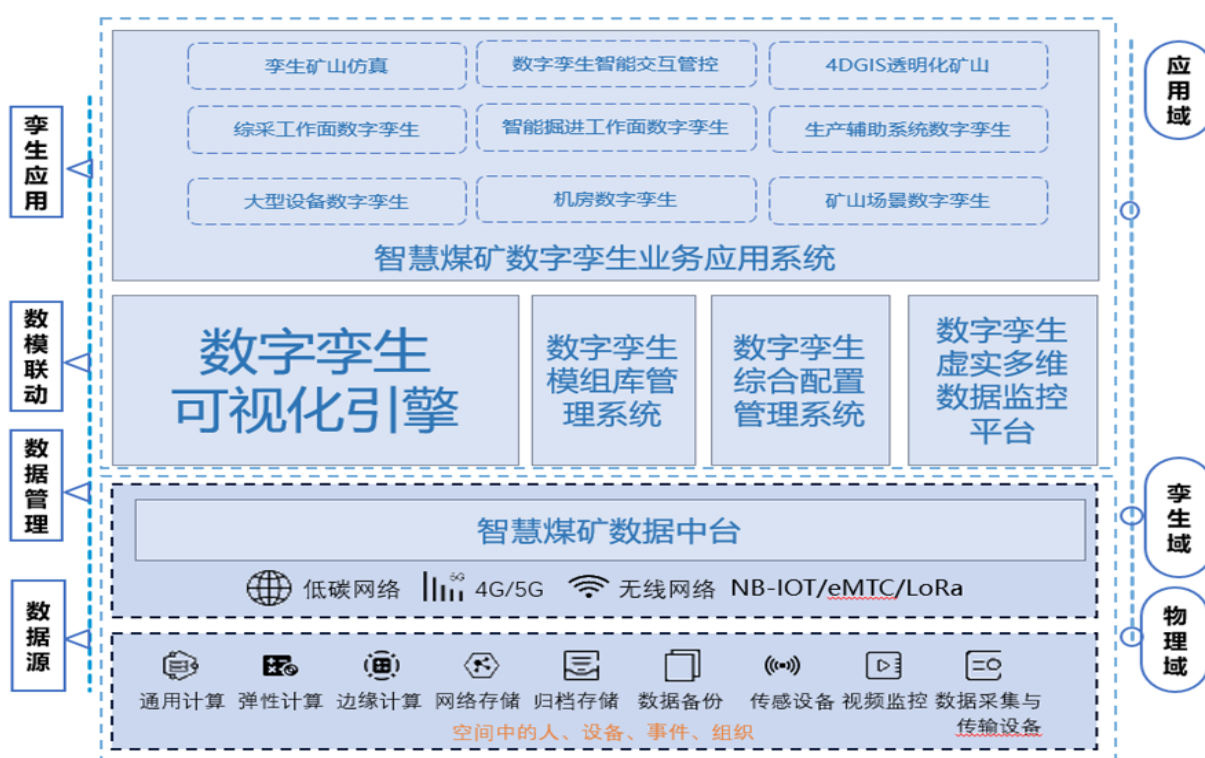 孪生矿山仿真
数字孪生智能交互管控
4DGIS透明化矿山
综采工作面数字孪生
智能掘进工作面数字孪生
生产辅助系统数字孪生
大型设备数字孪生
机房数字孪生
矿山场景数字孪生
智慧煤矿数字孪生业务应用系统
数字孪生
可视化引擎
数字孪生
模组库管
理系统
数字孪生
综合配置
管理系统
数字孪生
虚实多维
数据监控
平台
智慧煤矿数据中台
低碳网络
5G
4G/5G
无线网络
NB-IOT/eMTC/LoRa
通用计算
弹性计算
边缘计算
网络存储
归档存储
数据备份
传感设备
视频监控
数据采集与
传输设备
空间中的人、设备、事件、组织
孪生应用
数模联动
数据管理
数据源
应用域
孪生域
物理域